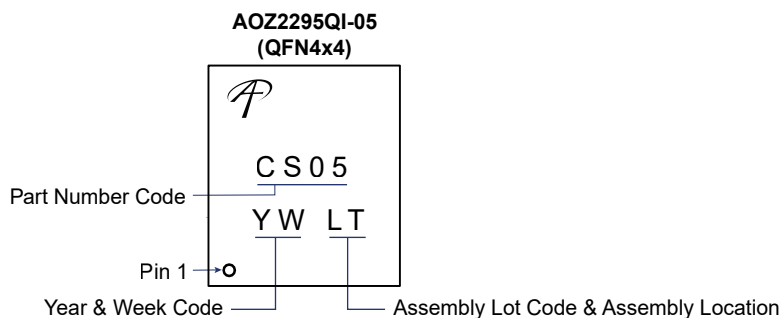 AOZ2295QI-05
(QFN4x4)
CS05
Part Number Code
YW LT
Pin 1
Year & Week Code
Assembly Lot Code & Assembly Location